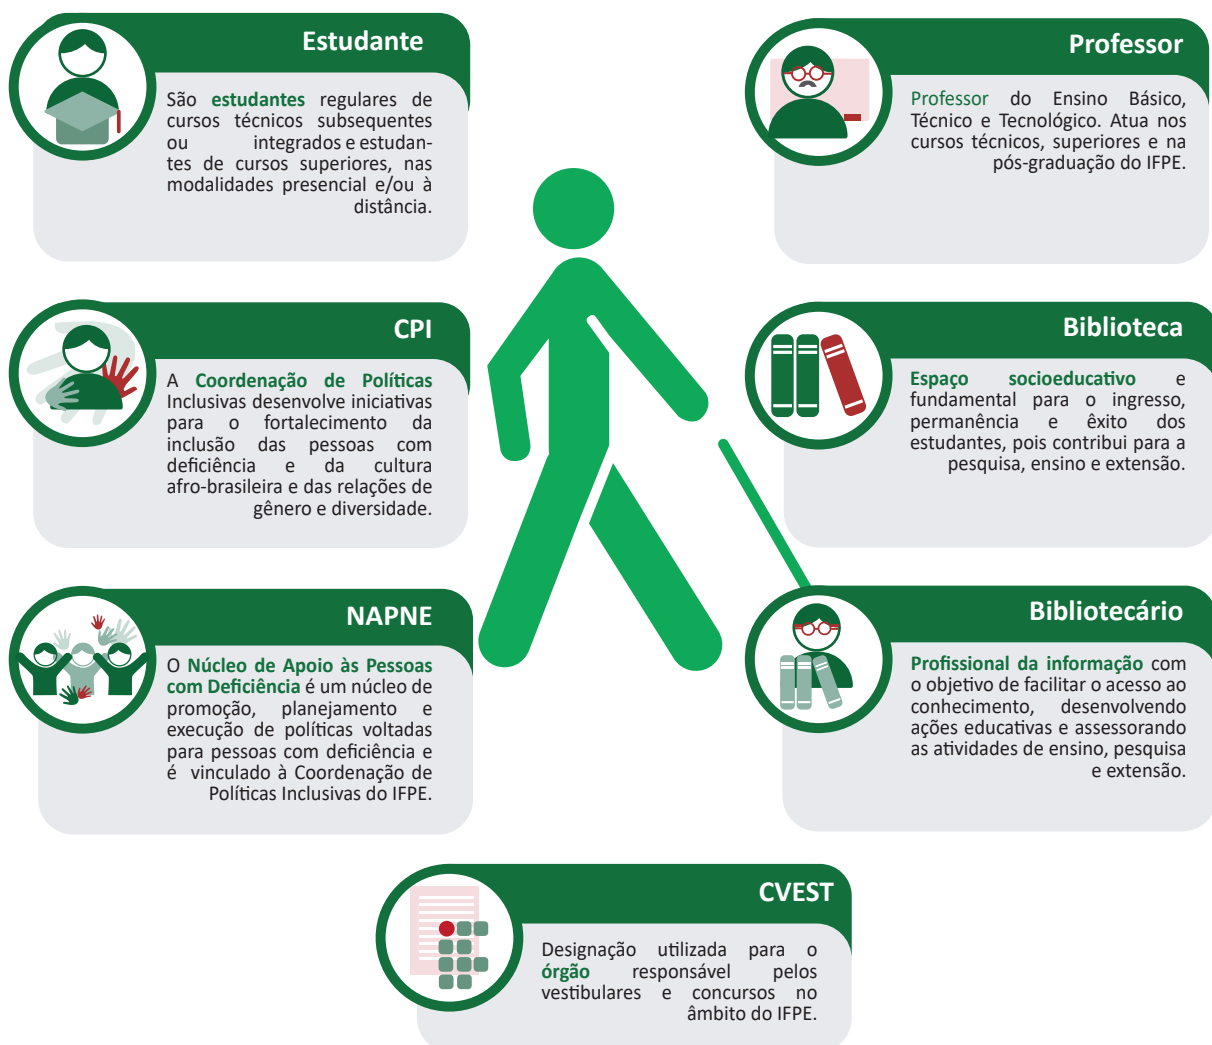 Estudante
São estudantes regulares de
cursos técnicos subsequentes
ou integrados e estudan-
tes de cursos superiores, nas
modalidades presencial e/ou à
distância.
Professor
Professor do Ensino Básico,
Técnico e Tecnológico. Atua nos
cursos técnicos, superiores e na
pós-graduação do IFPE.
CPI
A Coordenação de Políticas
Inclusivas desenvolve iniciativas
para o fortalecimento da
inclusão das pessoas com
deficiência e da cultura
afro-brasileira e das relações de
gênero e diversidade.
Biblioteca
Espaço socioeducativo e
fundamental para o ingresso,
permanência e êxito dos
estudantes, pois contribui para a
pesquisa, ensino e extensão.
NAPNE
O Núcleo de Apoio às Pessoas
com Deficiência é um núcleo de
promoção, planejamento e
execução de políticas voltadas
para pessoas com deficiência e
é vinculado à Coordenação de
Políticas Inclusivas do IFPE.
Bibliotecário
Profissional da informação com
o objetivo de facilitar o acesso ao
conhecimento, desenvolvendo
ações educativas e assessorando
as atividades de ensino, pesquisa
e extensão.
CVEST
Designação utilizada para o
órgão responsável pelos
vestibulares e concursos no
âmbito do IFPE.